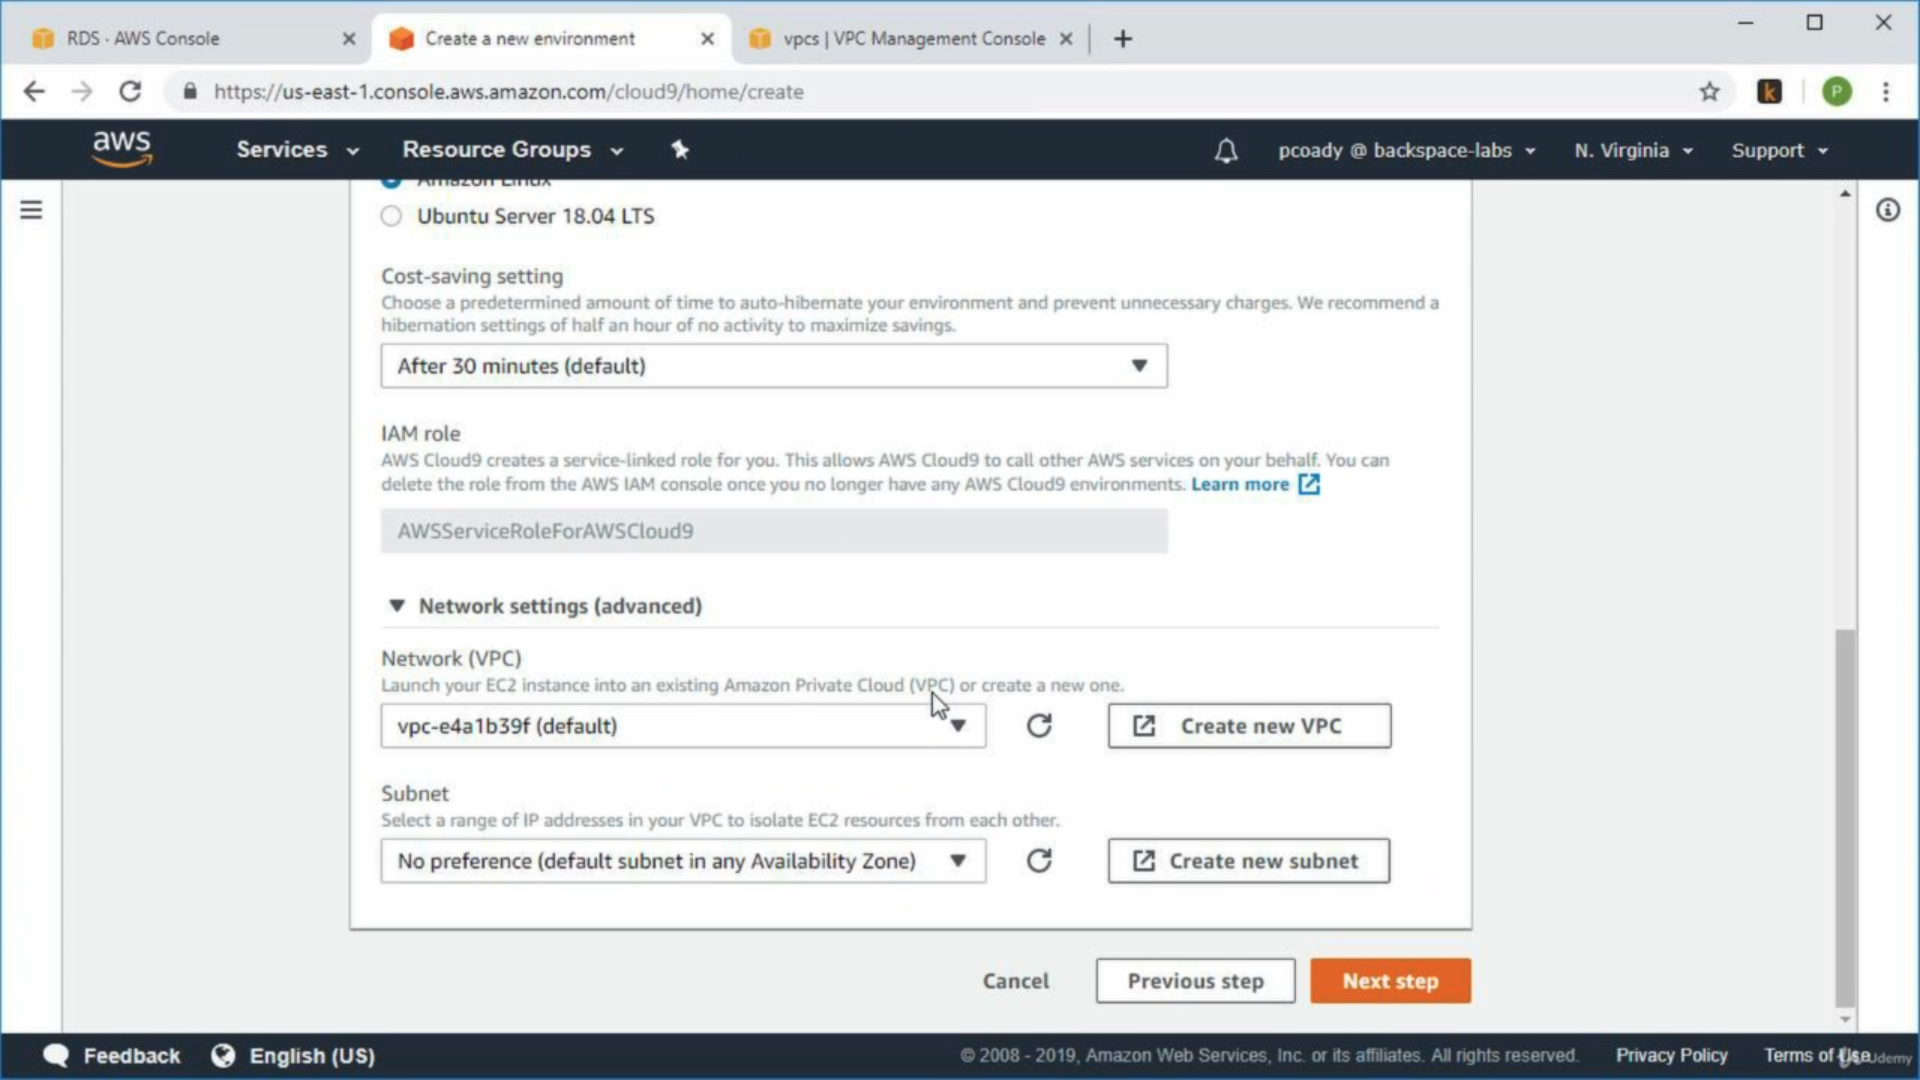 RDS · AWS Console
Create a new environment
vpcs | VPC Management Console
https://us-east-1.console.aws.amazon.com/cloud9/home/create
k
P
aws
Services
Resource Groups
pcoady @ backspace-labs
N. Virginia
Support
Amazon Linux
Ubuntu Server 18.04 LTS
Cost-saving setting
Choose a predetermined amount of time to auto-hibernate your environment and prevent unnecessary charges. We recommend a
hibernation settings of half an hour of no activity to maximize savings.
After 30 minutes (default)
IAM role
AWS Cloud9 creates a service-linked role for you. This allows AWS Cloud9 to call other AWS services on your behalf. You can
delete the role from the AWS IAM console once you no longer have any AWS Cloud9 environments. Learn more
AWSServiceRoleForAWSCloud9
Network settings (advanced)
Network (VPC)
Launch your EC2 instance into an existing Amazon Private Cloud (VPC) or create a new one.
vpc-e4a1b39f (default)
Create new VPC
Subnet
Select a range of IP addresses in your VPC to isolate EC2 resources from each other.
No preference (default subnet in any Availability Zone)
Create new subnet
Cancel
Previous step
Next step
Feedback
English (US)
© 2008 - 2019, Amazon Web Services, Inc. or its affiliates. All rights reserved.
Privacy Policy
Terms of Use
Udemy